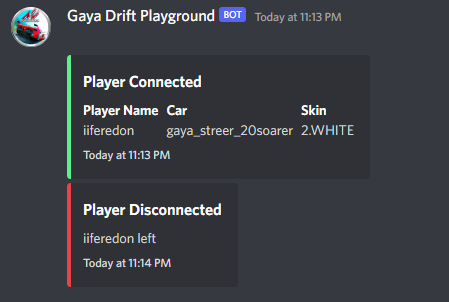 Gaya Drift Playground BOT Today at 11:13 PM
Player Connected
Player Name Car Skin
iiferedon gaya_streer_20soarer 2.WHITE
Today at 11:13 PM
Player Disconnected
iiferedon left
Today at 11:14 PM